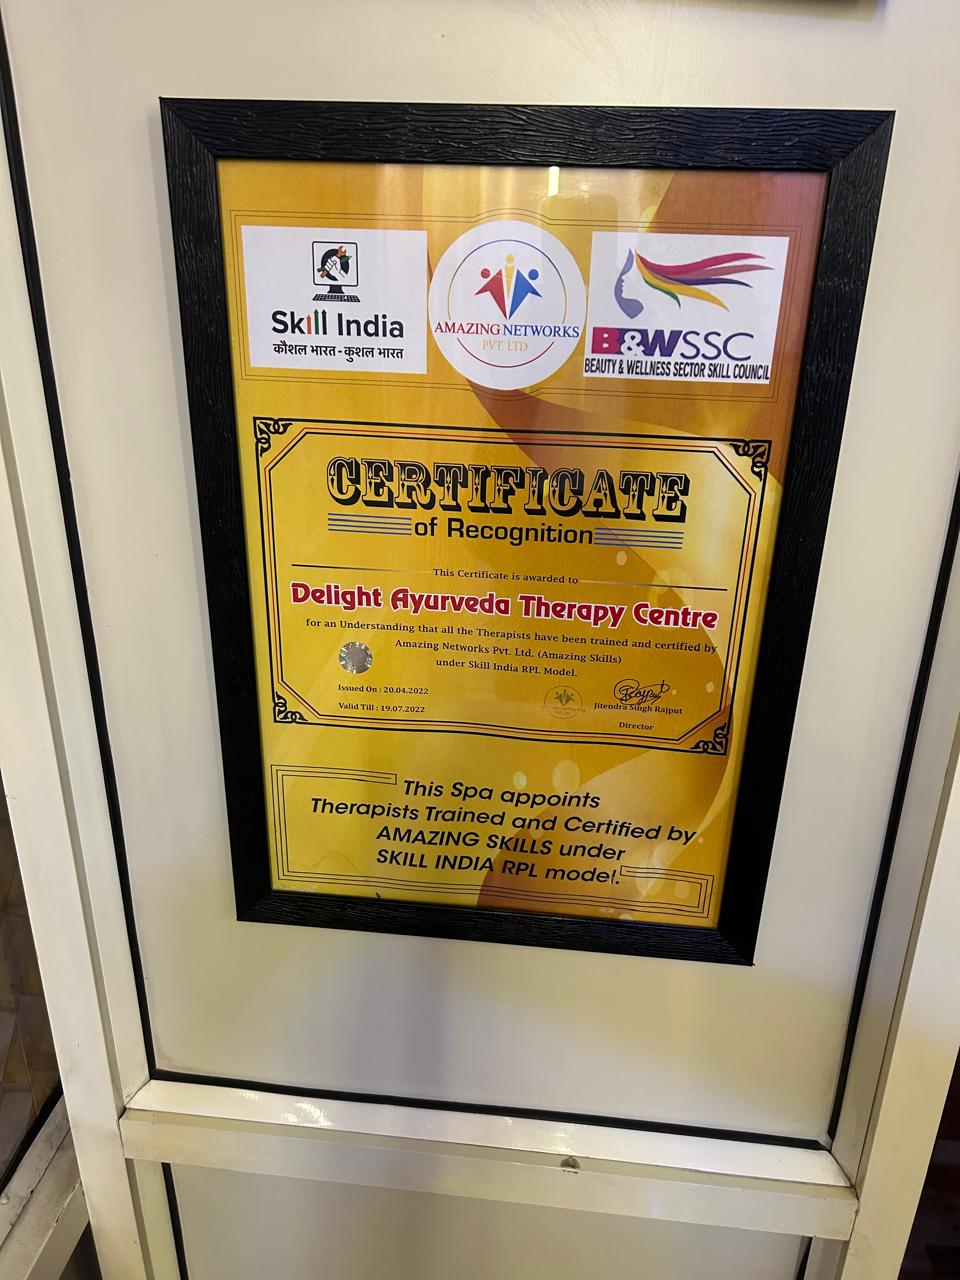 Skill India
कौशल भारत - कुशल भारत
AMAZING NETWORKS
PVT. LTD
B&WSSC
BEAUTY & WELLNESS SECTOR SKILL COUNCIL
CERTIFICATE
of Recognition
This Certificate is awarded to
Delight Ayurveda Therapy Centre
for an Understanding that all the Therapists have been trained and certified by
Amazing Networks Pvt. Ltd. (Amazing Skills)
under Skill India RPL Model.
Issued On : 20.04.2022
Valid Till : 19.07.2022
Jitendra Singh Rajput
Director
This Spa appoints
Therapists Trained and Certified by
AMAZING SKILLS under
SKILL INDIA RPL model.